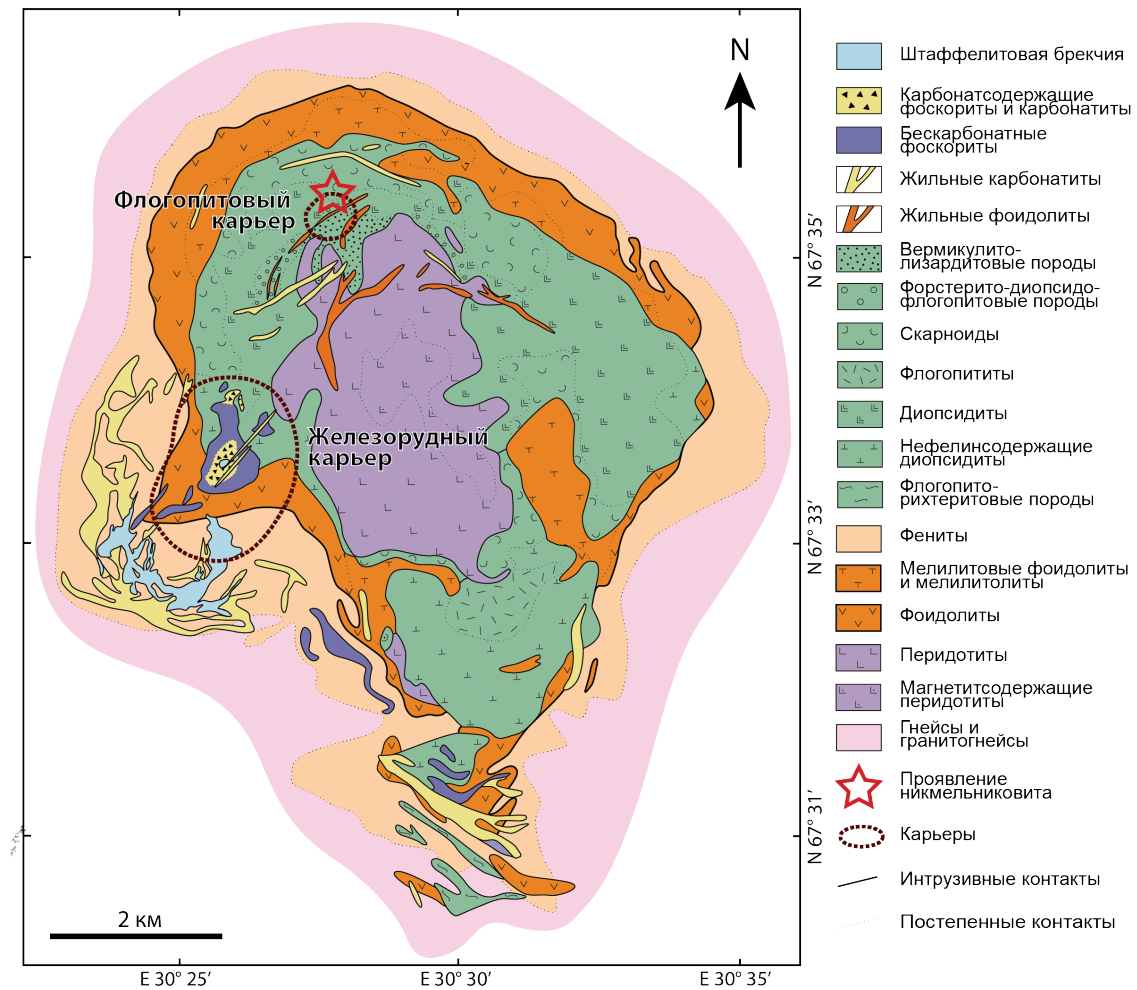 N
Флогопитовый
карьер
Железорудный
карьер
2 км
E 30° 25′
E 30° 30′
E 30° 35′
N 67° 35′
N 67° 33′
N 67° 31′
Штаффелитовая брекчия
Карбонатсодержащие
фоскориты и карбонатиты
Бескарбонатные
фоскориты
Жильные карбонатиты
Жильные фоидолиты
Вермикулито-
лизардитовые породы
Форстерито-диопсидо-
флогопитовые породы
Скарноиды
Флогопититы
Диопсидиты
Нефелинсодержащие
диопсидиты
Флогопито-
рихтеритовые породы
Фениты
Мелилитовые фоидолиты
и мелилитолиты
Фоидолиты
Перидотиты
Магнетитсодержащие
перидотиты
Гнейсы и
гранитогнейсы
Проявление
никмельниковита
Карьеры
Интрузивные контакты
Постепенные контакты